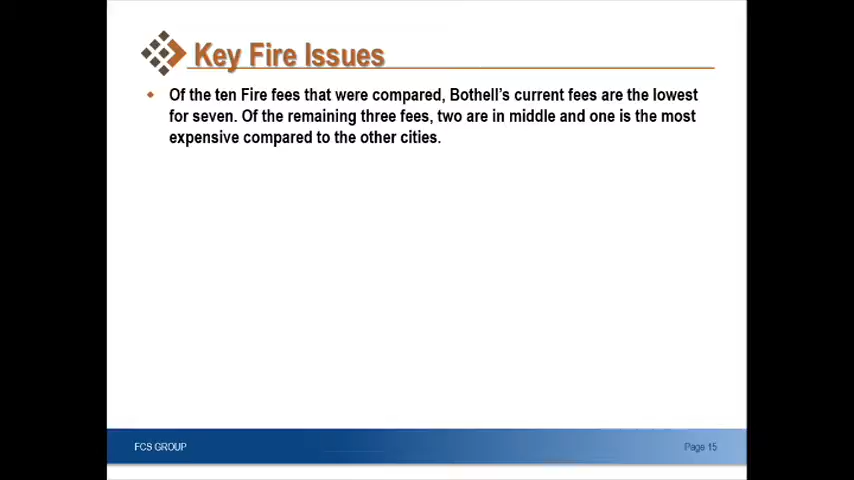 Key Fire Issues
Of the ten Fire fees that were compared, Bothell's current fees are the lowest
for seven. Of the remaining three fees, two are in middle and one is the most
expensive compared to the other cities.
FCS GROUP
Page 15